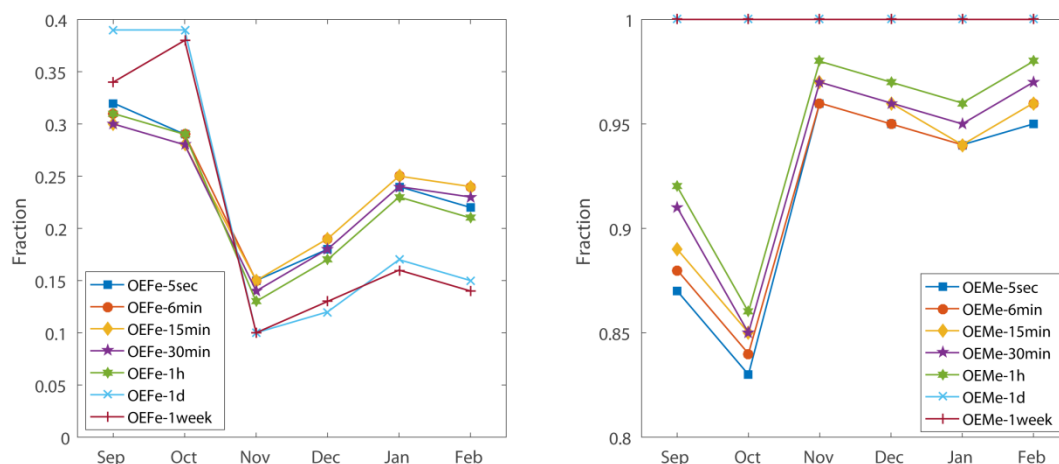 Fraction
0.4
0.35
0.3
0.25
0.2
0.15
0.1
0.05
0
OEFe-5sec
OEFe-6min
OEFe-15min
OEFe-30min
OEFe-1h
OEFe-1d
OEFe-1week
Sep Oct Nov Dec Jan Feb
Fraction
1
0.95
0.9
0.85
0.8
OEMe-5sec
OEMe-6min
OEMe-15min
OEMe-30min
OEMe-1h
OEMe-1d
OEMe-1week
Sep Oct Nov Dec Jan Feb